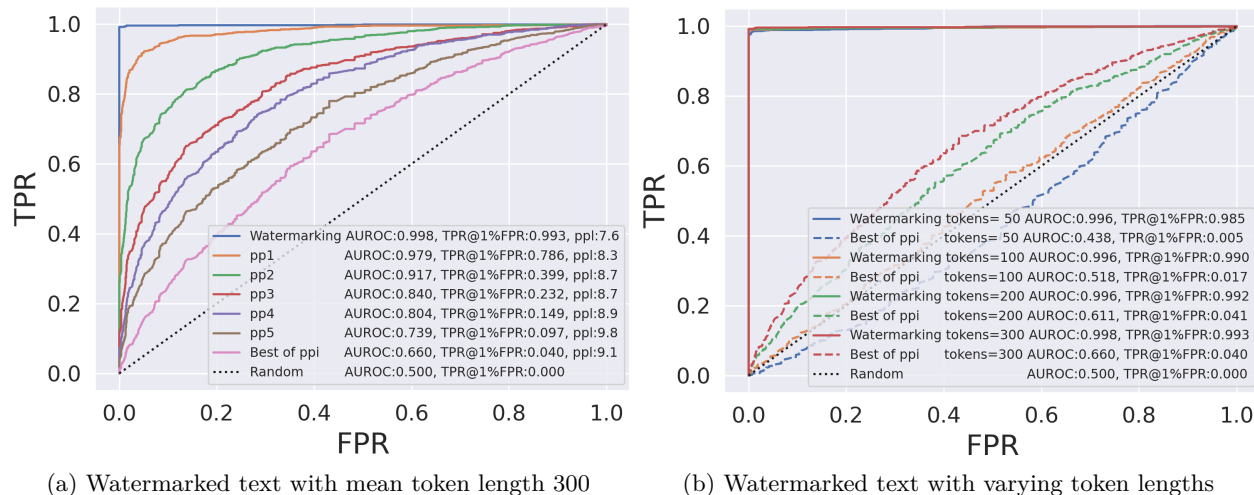 1.0
0.8
0.6
0.4
0.2
0.0
TPR
Watermarking AUROC:0.998, TPR@1%FPR:0.993, ppl:7.6
pp1 AUROC:0.979, TPR@1%FPR:0.786, ppl:8.3
pp2 AUROC:0.917, TPR@1%FPR:0.399, ppl:8.7
pp3 AUROC:0.840, TPR@1%FPR:0.232, ppl:8.7
pp4 AUROC:0.804, TPR@1%FPR:0.149, ppl:8.9
pp5 AUROC:0.739, TPR@1%FPR:0.097, ppl:9.8
Best of ppi AUROC:0.660, TPR@1%FPR:0.040, ppl:9.1
Random AUROC:0.500, TPR@1%FPR:0.000
0.0 0.2 0.4 0.6 0.8 1.0
FPR
(a) Watermarked text with mean token length 300
1.0
0.8
0.6
0.4
0.2
0.0
TPR
Watermarking tokens= 50 AUROC:0.996, TPR@1%FPR:0.985
Best of ppi tokens= 50 AUROC:0.438, TPR@1%FPR:0.005
Watermarking tokens=100 AUROC:0.996, TPR@1%FPR:0.990
Best of ppi tokens=100 AUROC:0.518, TPR@1%FPR:0.017
Watermarking tokens=200 AUROC:0.996, TPR@1%FPR:0.992
Best of ppi tokens=200 AUROC:0.611, TPR@1%FPR:0.041
Watermarking tokens=300 AUROC:0.998, TPR@1%FPR:0.993
Best of ppi tokens=300 AUROC:0.660, TPR@1%FPR:0.040
Random AUROC:0.500, TPR@1%FPR:0.000
0.0 0.2 0.4 0.6 0.8 1.0
FPR
(b) Watermarked text with varying token lengths